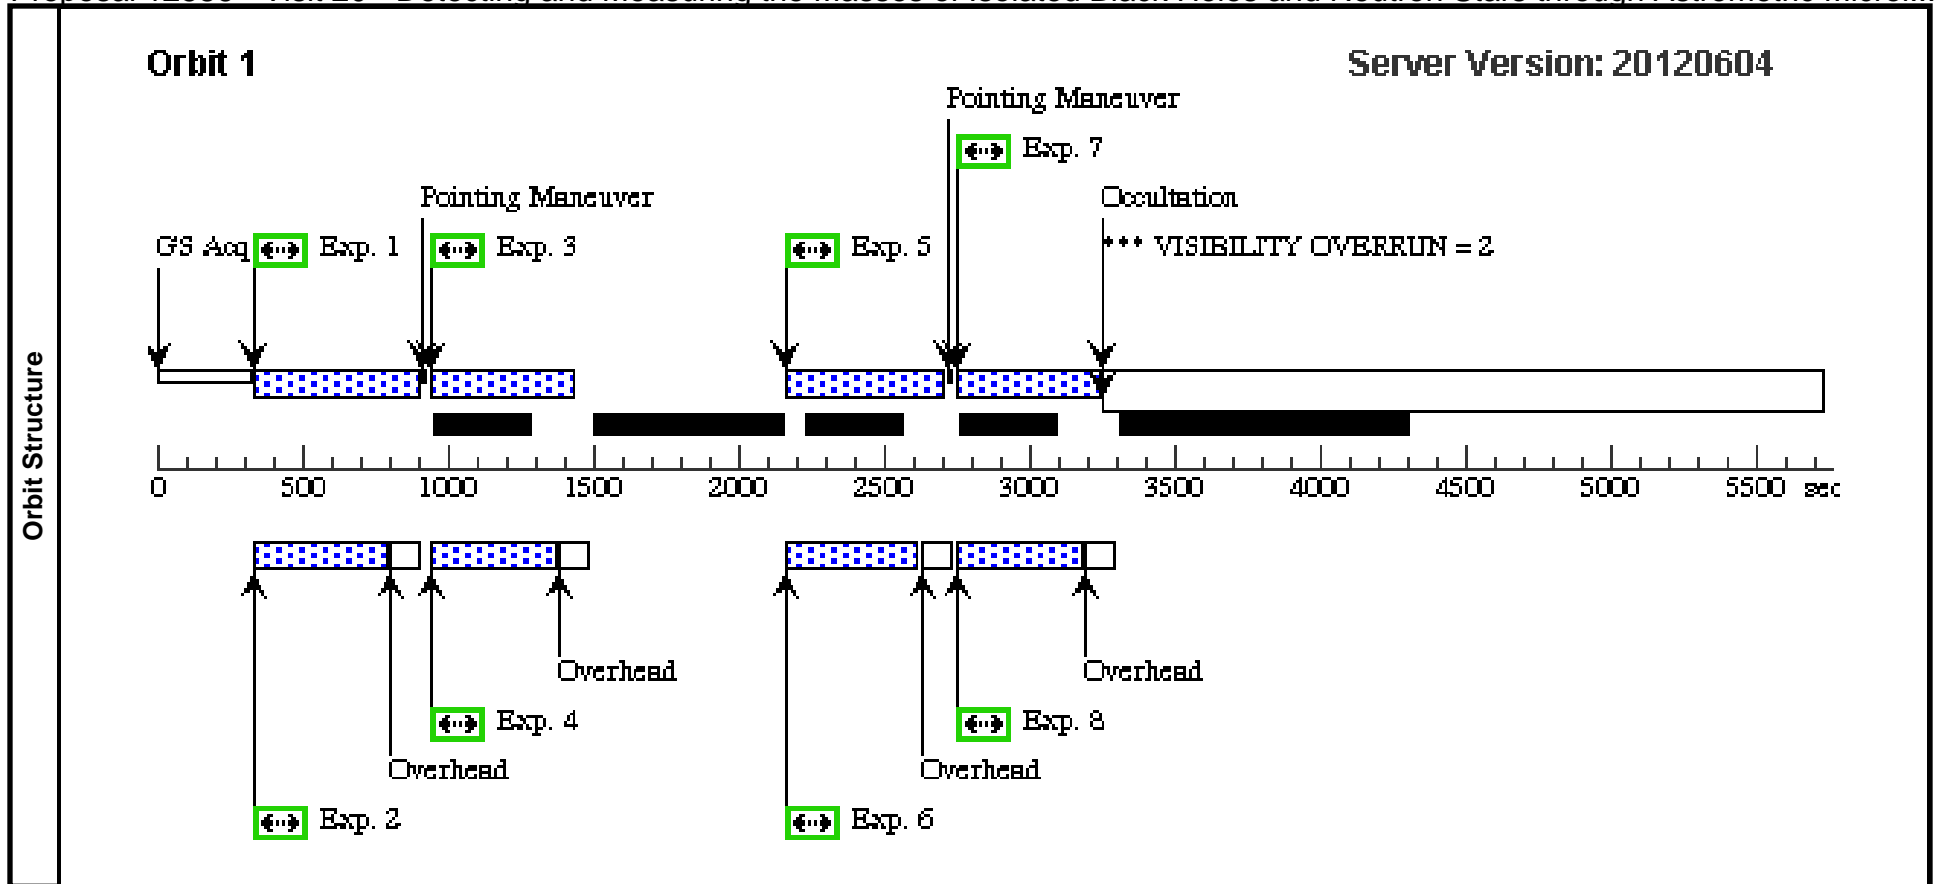 Orbit Structure
Orbit 1
Server Version: 20120604
Pointing Maneuver
Exp. 7
Pointing Maneuver
Occultation
GS Acq
Exp. 1
Exp. 3
Exp. 5
*** VISIBILITY OVERRUN = 2
0 500 1000 1500 2000 2500 3000 3500 4000 4500 5000 5500 sec
Overhead
Overhead
Exp. 4
Exp. 8
Overhead
Overhead
Exp. 2
Exp. 6